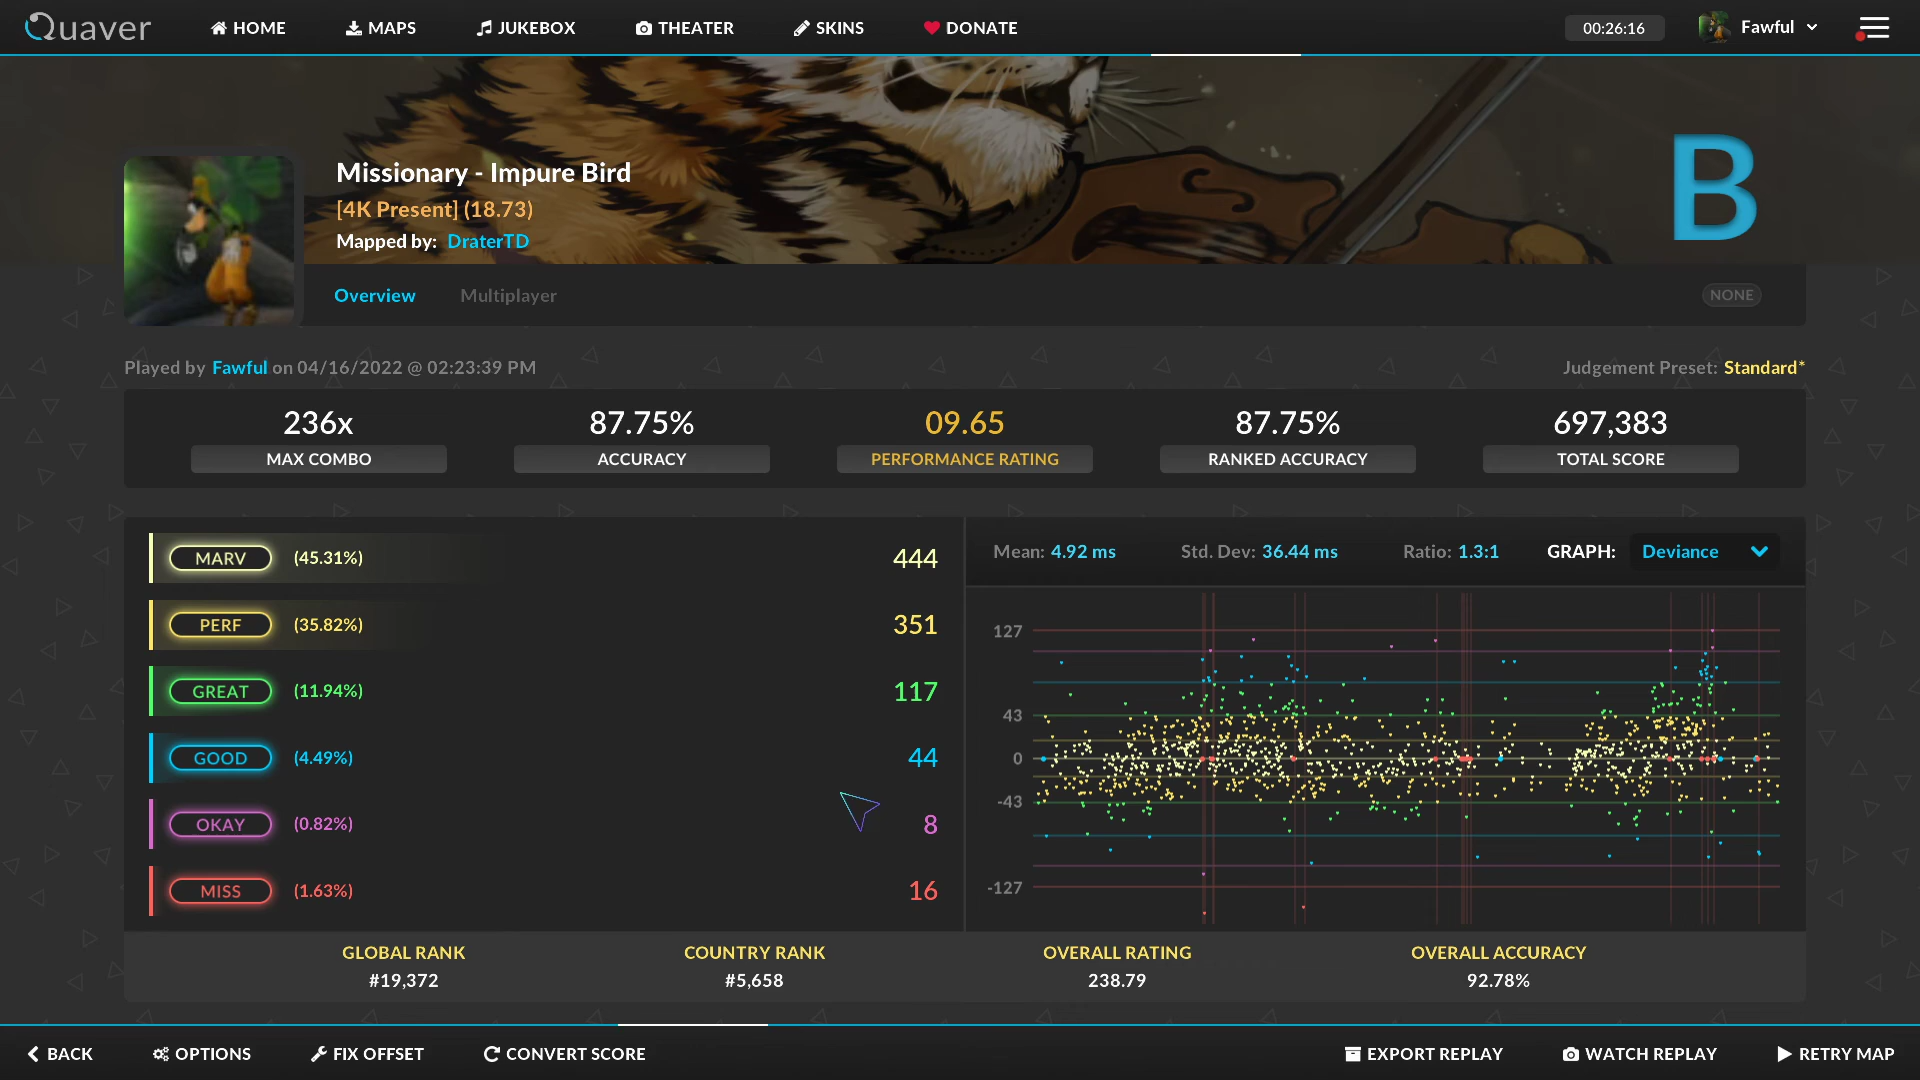 Quaver
HOME
MAPS
JUKEBOX
THEATER
SKINS
DONATE
00:26:16
Fawful
Missionary - Impure Bird
[4K Present] (18.73)
Mapped by: DraterTD
B
Overview
Multiplayer
NONE
Played by Fawful on 04/16/2022 @ 02:23:39 PM
Judgement Preset: Standard*
236x
MAX COMBO
87.75%
ACCURACY
09.65
PERFORMANCE RATING
87.75%
RANKED ACCURACY
697,383
TOTAL SCORE
MARV (45.31%) 444
PERF (35.82%) 351
GREAT (11.94%) 117
GOOD (4.49%) 44
OKAY (0.82%) 8
MISS (1.63%) 16
Mean: 4.92 ms
Std. Dev: 36.44 ms
Ratio: 1.3:1
GRAPH: Deviance
127
43
0
-43
-127
GLOBAL RANK
#19,372
COUNTRY RANK
#5,658
OVERALL RATING
238.79
OVERALL ACCURACY
92.78%
BACK
OPTIONS
FIX OFFSET
CONVERT SCORE
EXPORT REPLAY
WATCH REPLAY
RETRY MAP